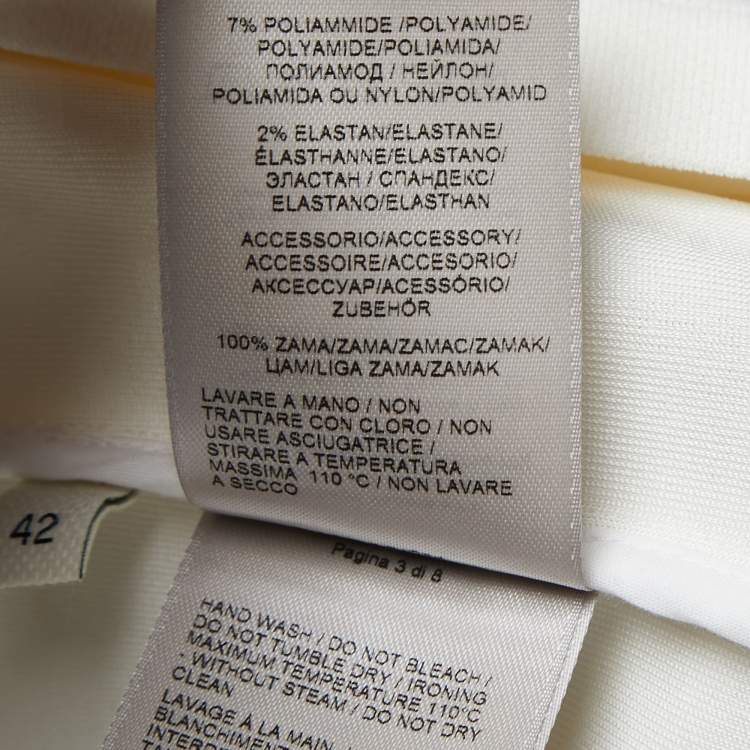 7% POLIAMMIDE /POLYAMIDE/
POLYAMIDE/POLIAMIDA/
ПОЛИАМОД / НЕЙЛОН/
POLIAMIDA OU NYLON/POLYAMID
2% ELASTAN/ELASTANE/
ÉLASTHANNE/ELASTANO/
ЭЛАСТАН / СПАНДЕКС/
ELASTANO/ELASTHAN
ACCESSORIO/ACCESSORY/
ACCESSOIRE/ACCESORIO/
АКСЕССУАР/ACESSÓRIO/
ZUBEHÖR
100% ZAMA/ZAMA/ZAMAC/ZAMAK/
ЦАМ/LIGA ZAMA/ZAMAK
LAVARE A MANO / NON
TRATTARE CON CLORO / NON
USARE ASCIUGATRICE /
STIRARE A TEMPERATURA
MASSIMA 110 °C / NON LAVARE
A SECCO
42
Pagina 3 di 8
HAND WASH / DO NOT BLEACH /
DO NOT TUMBLE DRY / IRONING
MAXIMUM TEMPERATURE 110°C
- WITHOUT STEAM / DO NOT DRY
CLEAN
LAVAGE À LA MAIN /
BLANCHIMENT